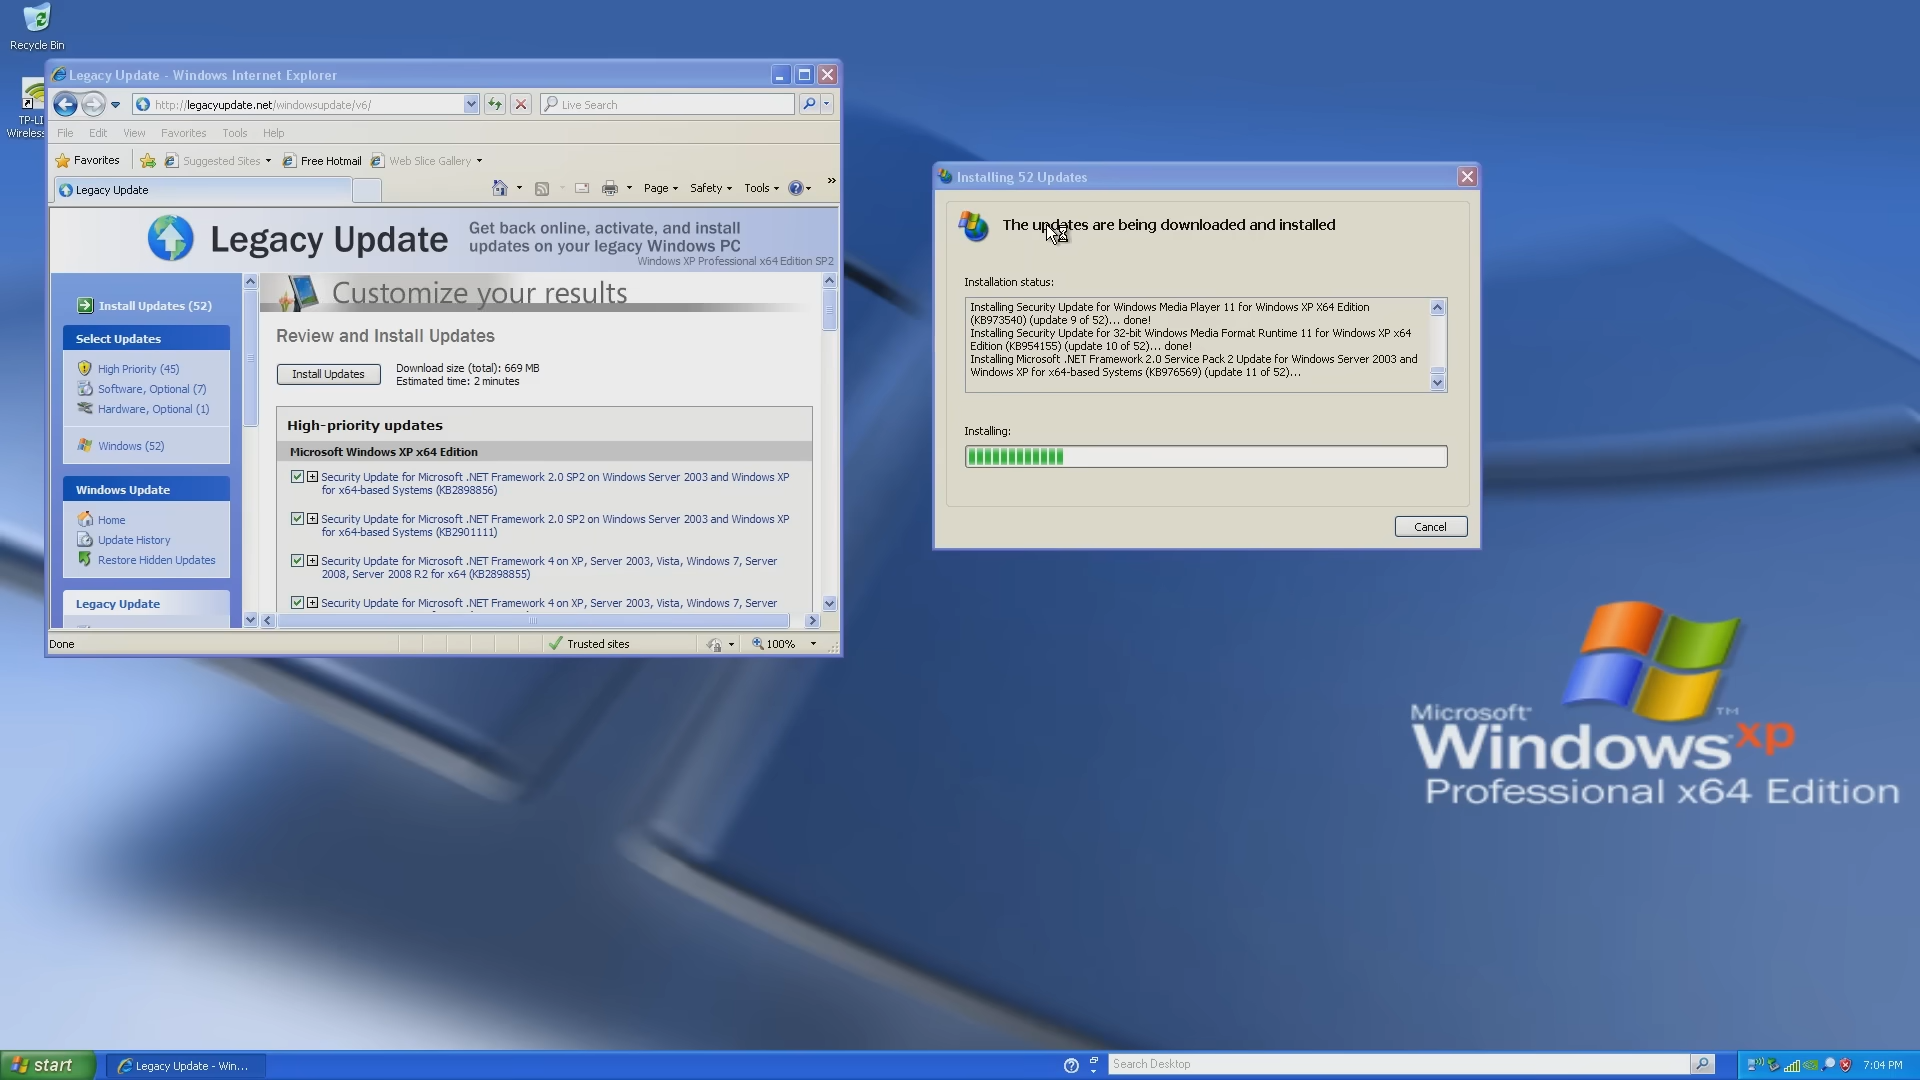 Recycle Bin
TP-LI
Wireless
Legacy Update - Windows Internet Explorer
http://legacyupdate.net/windowsupdate/v6/
Live Search
File Edit View Favorites Tools Help
Favorites Suggested Sites Free Hotmail Web Slice Gallery
Legacy Update
Page Safety Tools »
Legacy Update
Get back online, activate, and install
updates on your legacy Windows PC
Windows XP Professional x64 Edition SP2
Install Updates (52)
Select Updates
High Priority (45)
Software, Optional (7)
Hardware, Optional (1)
Windows (52)
Windows Update
Home
Update History
Restore Hidden Updates
Legacy Update
Customize your results
Review and Install Updates
Install Updates
Download size (total): 669 MB
Estimated time: 2 minutes
High-priority updates
Microsoft Windows XP x64 Edition
Security Update for Microsoft .NET Framework 2.0 SP2 on Windows Server 2003 and Windows XP
for x64-based Systems (KB2898856)
Security Update for Microsoft .NET Framework 2.0 SP2 on Windows Server 2003 and Windows XP
for x64-based Systems (KB2901111)
Security Update for Microsoft .NET Framework 4 on XP, Server 2003, Vista, Windows 7, Server
2008, Server 2008 R2 for x64 (KB2898855)
Security Update for Microsoft .NET Framework 4 on XP, Server 2003, Vista, Windows 7, Server
Done
Trusted sites
100%
Installing 52 Updates
The updates are being downloaded and installed
Installation status:
Installing Security Update for Windows Media Player 11 for Windows XP X64 Edition
(KB973540) (update 9 of 52)... done!
Installing Security Update for 32-bit Windows Media Format Runtime 11 for Windows XP x64
Edition (KB954155) (update 10 of 52)... done!
Installing Microsoft .NET Framework 2.0 Service Pack 2 Update for Windows Server 2003 and
Windows XP for x64-based Systems (KB976569) (update 11 of 52)...
Installing:
Cancel
Microsoft®
Windows xp ™
Professional x64 Edition
start
Legacy Update - Win...
Search Desktop
7:04 PM